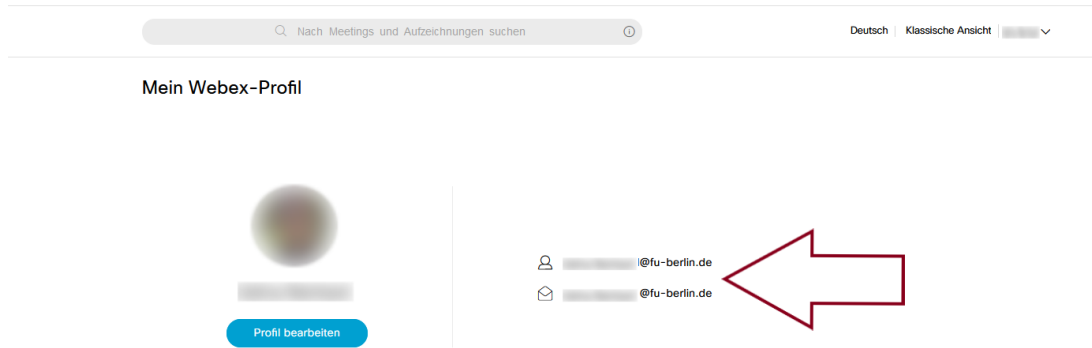 Nach Meetings und Aufzeichnungen suchen
Deutsch
Klassische Ansicht
Mein Webex-Profil
@fu-berlin.de
@fu-berlin.de
Profil bearbeiten